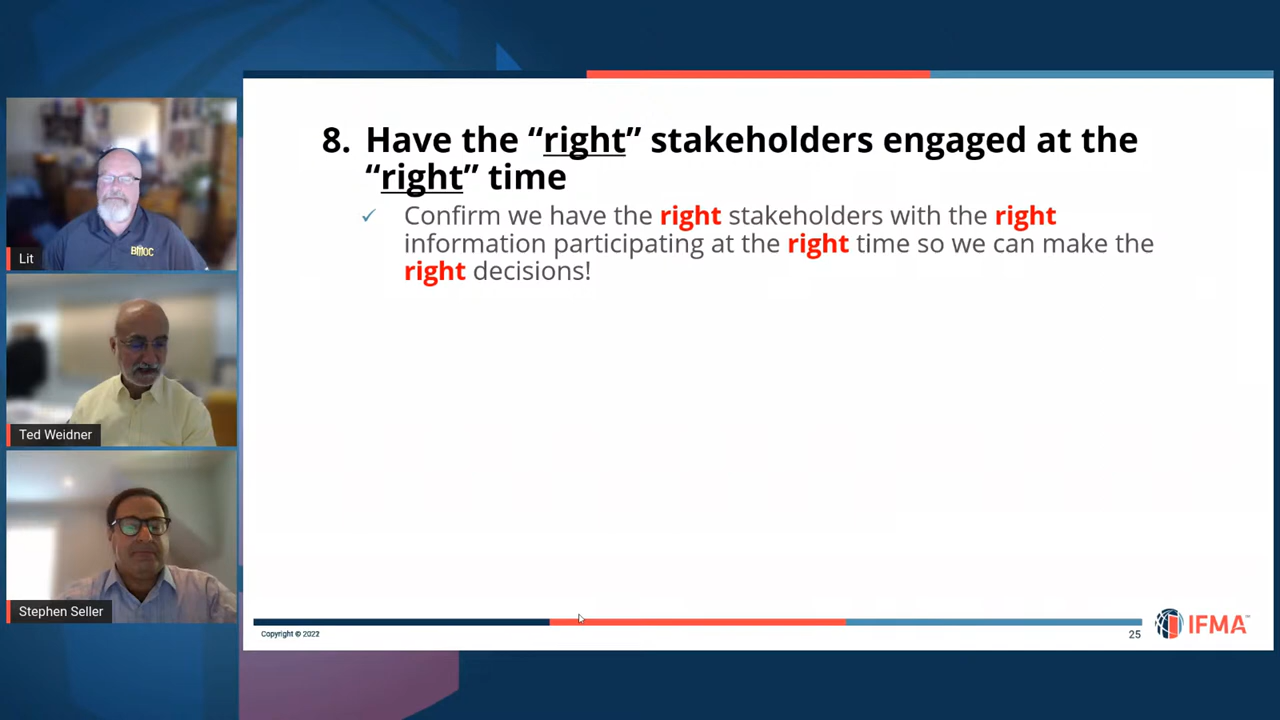 8. Have the “right” stakeholders engaged at the
“right” time
✓ Confirm we have the right stakeholders with the right
information participating at the right time so we can make the
right decisions!
BMOC
Lit
Ted Weidner
Stephen Seller
Copyright © 2022
25
IFMA™